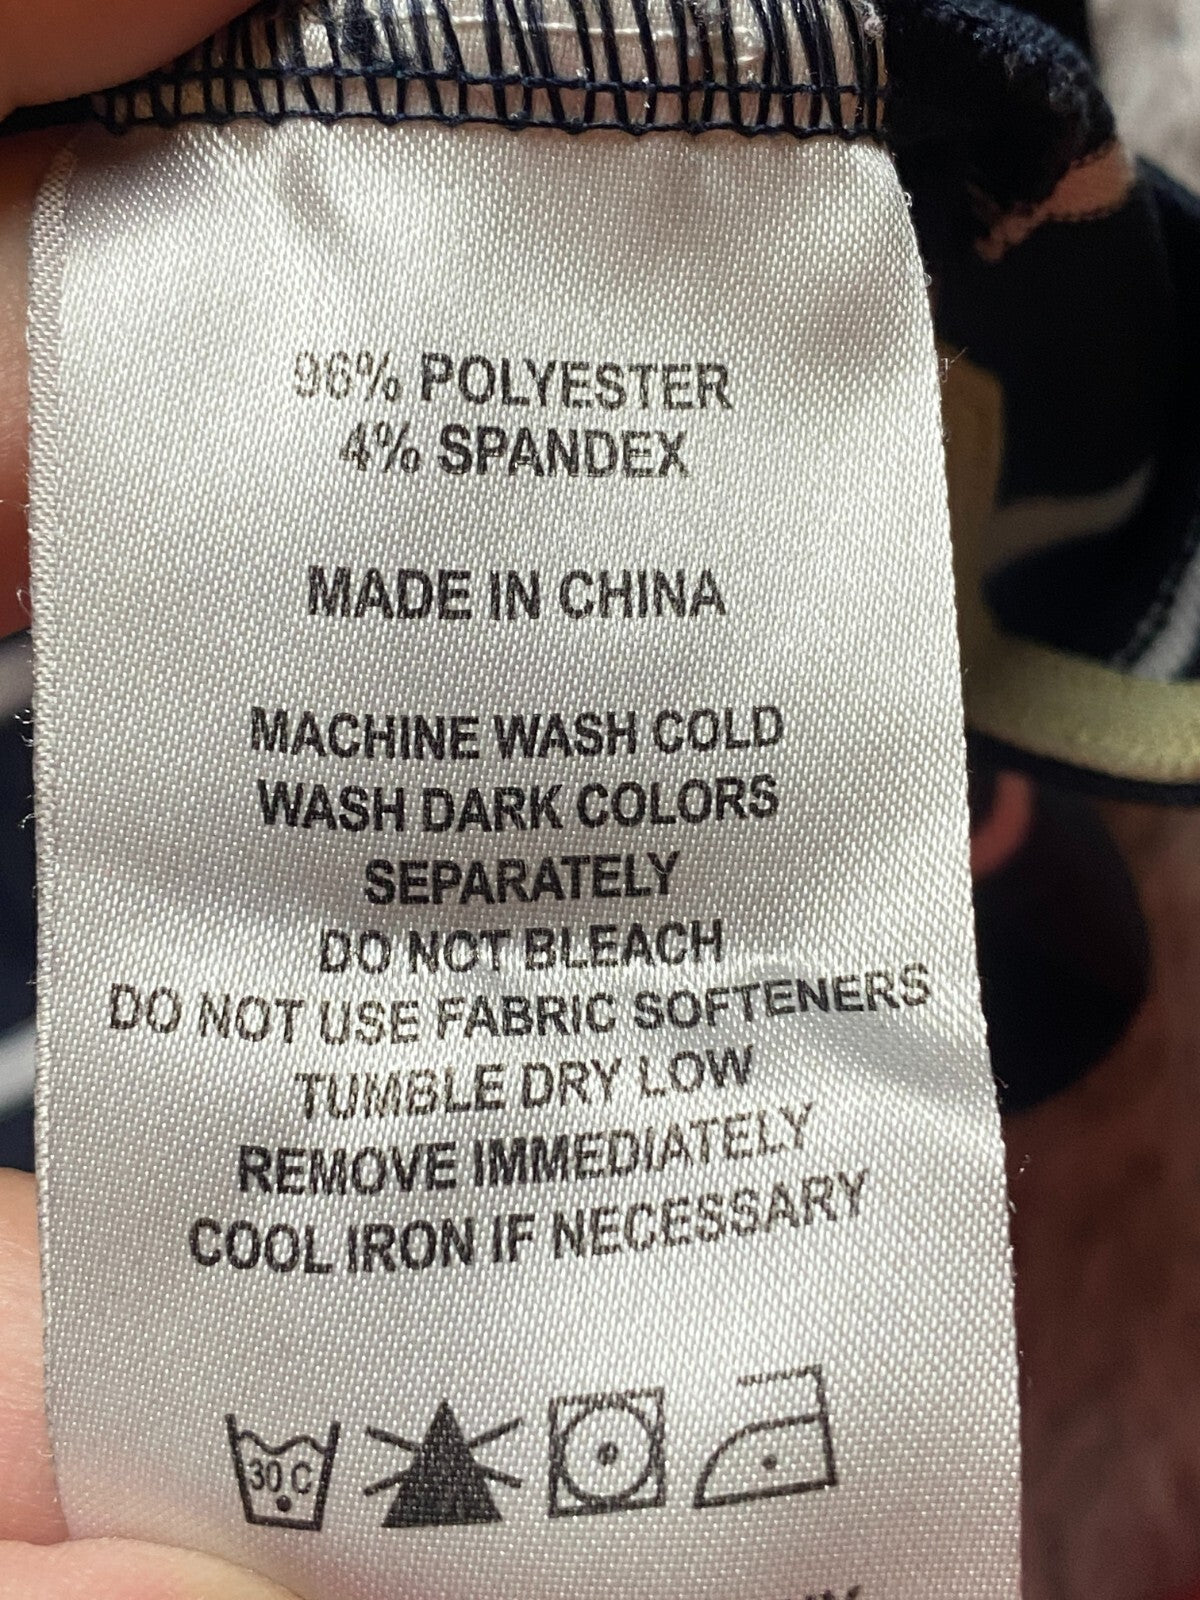 96% POLYESTER
4% SPANDEX
MADE IN CHINA
MACHINE WASH COLD
WASH DARK COLORS
SEPARATELY
DO NOT BLEACH
DO NOT USE FABRIC SOFTENERS
TUMBLE DRY LOW
REMOVE IMMEDIATELY
COOL IRON IF NECESSARY
30 C